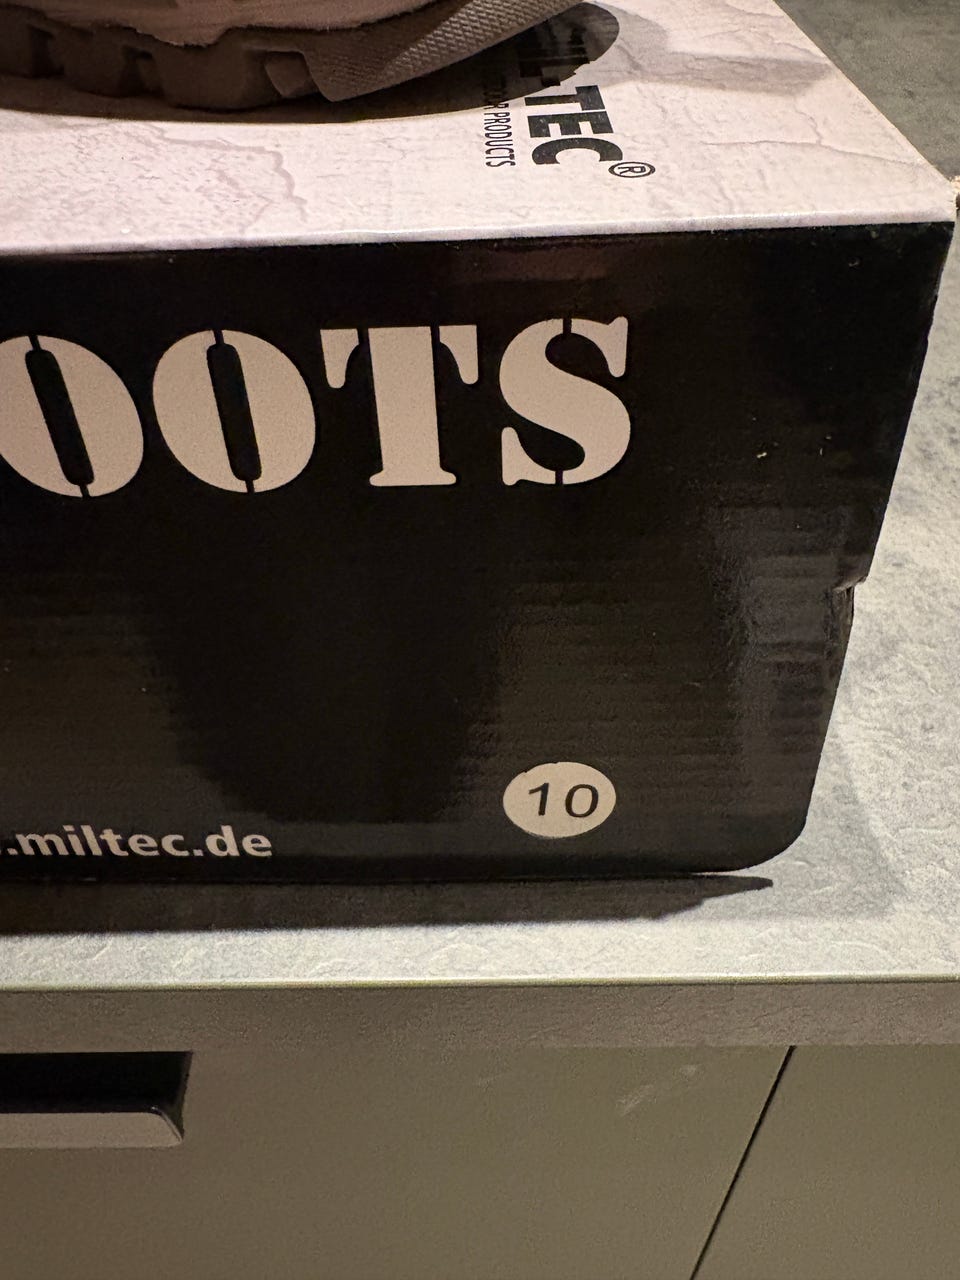 -TEC®
PRODUCTS
OOTS
10
.miltec.de